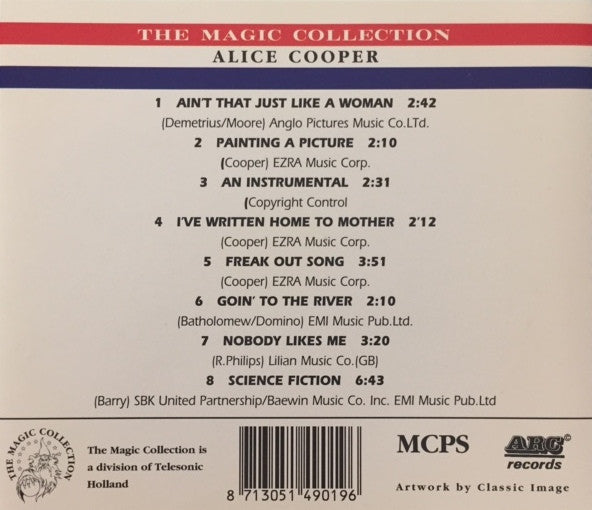 THE MAGIC COLLECTION
ALICE COOPER
1 AIN'T THAT JUST LIKE A WOMAN 2:42
(Demetrius/Moore) Anglo Pictures Music Co.LTd.
2 PAINTING A PICTURE 2:10
(Cooper) EZRA Music Corp.
3 AN INSTRUMENTAL 2:31
(Copyright Control
4 I'VE WRITTEN HOME TO MOTHER 2'12
(Cooper) EZRA Music Corp.
5 FREAK OUT SONG 3:51
(Cooper) EZRA Music Corp.
6 GOIN' TO THE RIVER 2:10
(Batholomew/Domino) EMI Music Pub.Ltd.
7 NOBODY LIKES ME 3:20
(R.Philips) Lilian Music Co.(GB)
8 SCIENCE FICTION 6:43
(Barry) SBK United Partnership/Baewin Music Co. Inc. EMI Music Pub.Ltd
THE MAGIC COLLECTION
The Magic Collection is
a division of Telesonic
Holland
8 713051 490196
MCPS
ARC©
records
Artwork by Classic Image